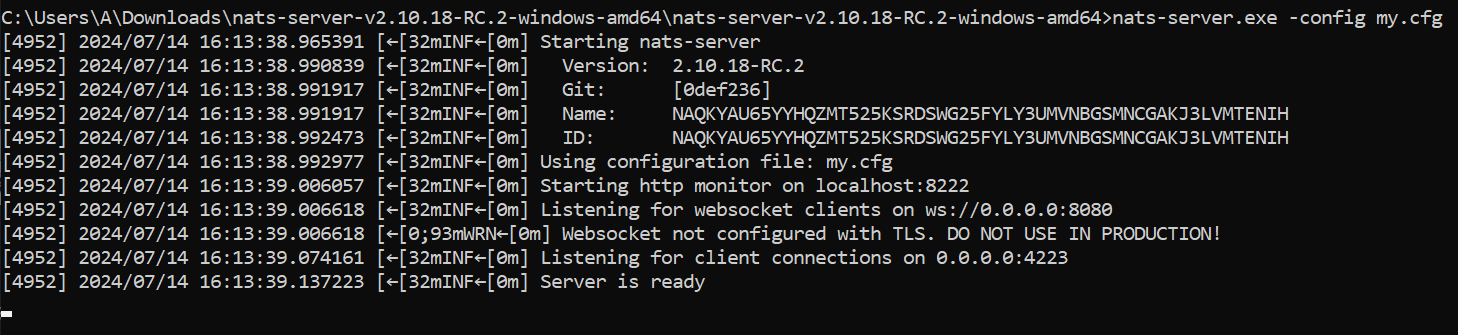 C:\Users\A\Downloads\nats-server-v2.10.18-RC.2-windows-amd64\nats-server-v2.10.18-RC.2-windows-amd64>nats-server.exe -config my.cfg
[4952] 2024/07/14 16:13:38.965391 [←[32mINF←[0m] Starting nats-server
[4952] 2024/07/14 16:13:38.990839 [←[32mINF←[0m]   Version:  2.10.18-RC.2
[4952] 2024/07/14 16:13:38.991917 [←[32mINF←[0m]   Git:      [0def236]
[4952] 2024/07/14 16:13:38.991917 [←[32mINF←[0m]   Name:     NAQKYAU65YYHQZMT525KSRDSWG25FYLY3UMVNBGSMNCGAKJ3LVMTENIH
[4952] 2024/07/14 16:13:38.992473 [←[32mINF←[0m]   ID:       NAQKYAU65YYHQZMT525KSRDSWG25FYLY3UMVNBGSMNCGAKJ3LVMTENIH
[4952] 2024/07/14 16:13:38.992977 [←[32mINF←[0m] Using configuration file: my.cfg
[4952] 2024/07/14 16:13:39.006057 [←[32mINF←[0m] Starting http monitor on localhost:8222
[4952] 2024/07/14 16:13:39.006618 [←[32mINF←[0m] Listening for websocket clients on ws://0.0.0.0:8080
[4952] 2024/07/14 16:13:39.006618 [←[0;93mWRN←[0m] Websocket not configured with TLS. DO NOT USE IN PRODUCTION!
[4952] 2024/07/14 16:13:39.074161 [←[32mINF←[0m] Listening for client connections on 0.0.0.0:4223
[4952] 2024/07/14 16:13:39.137223 [←[32mINF←[0m] Server is ready